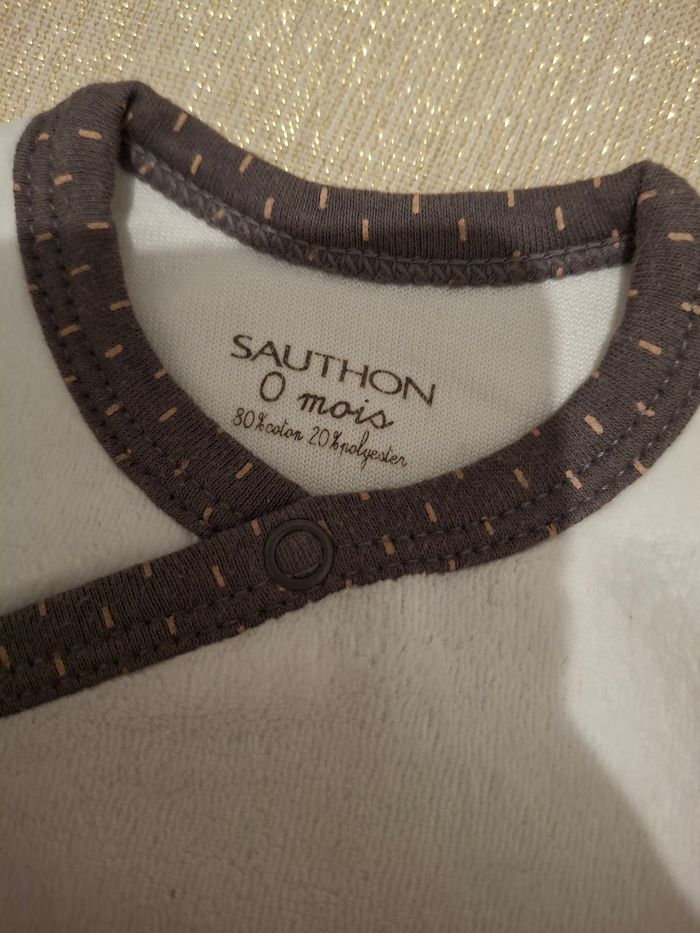 SAUTHON
0 mois
80% coton 20% polyester